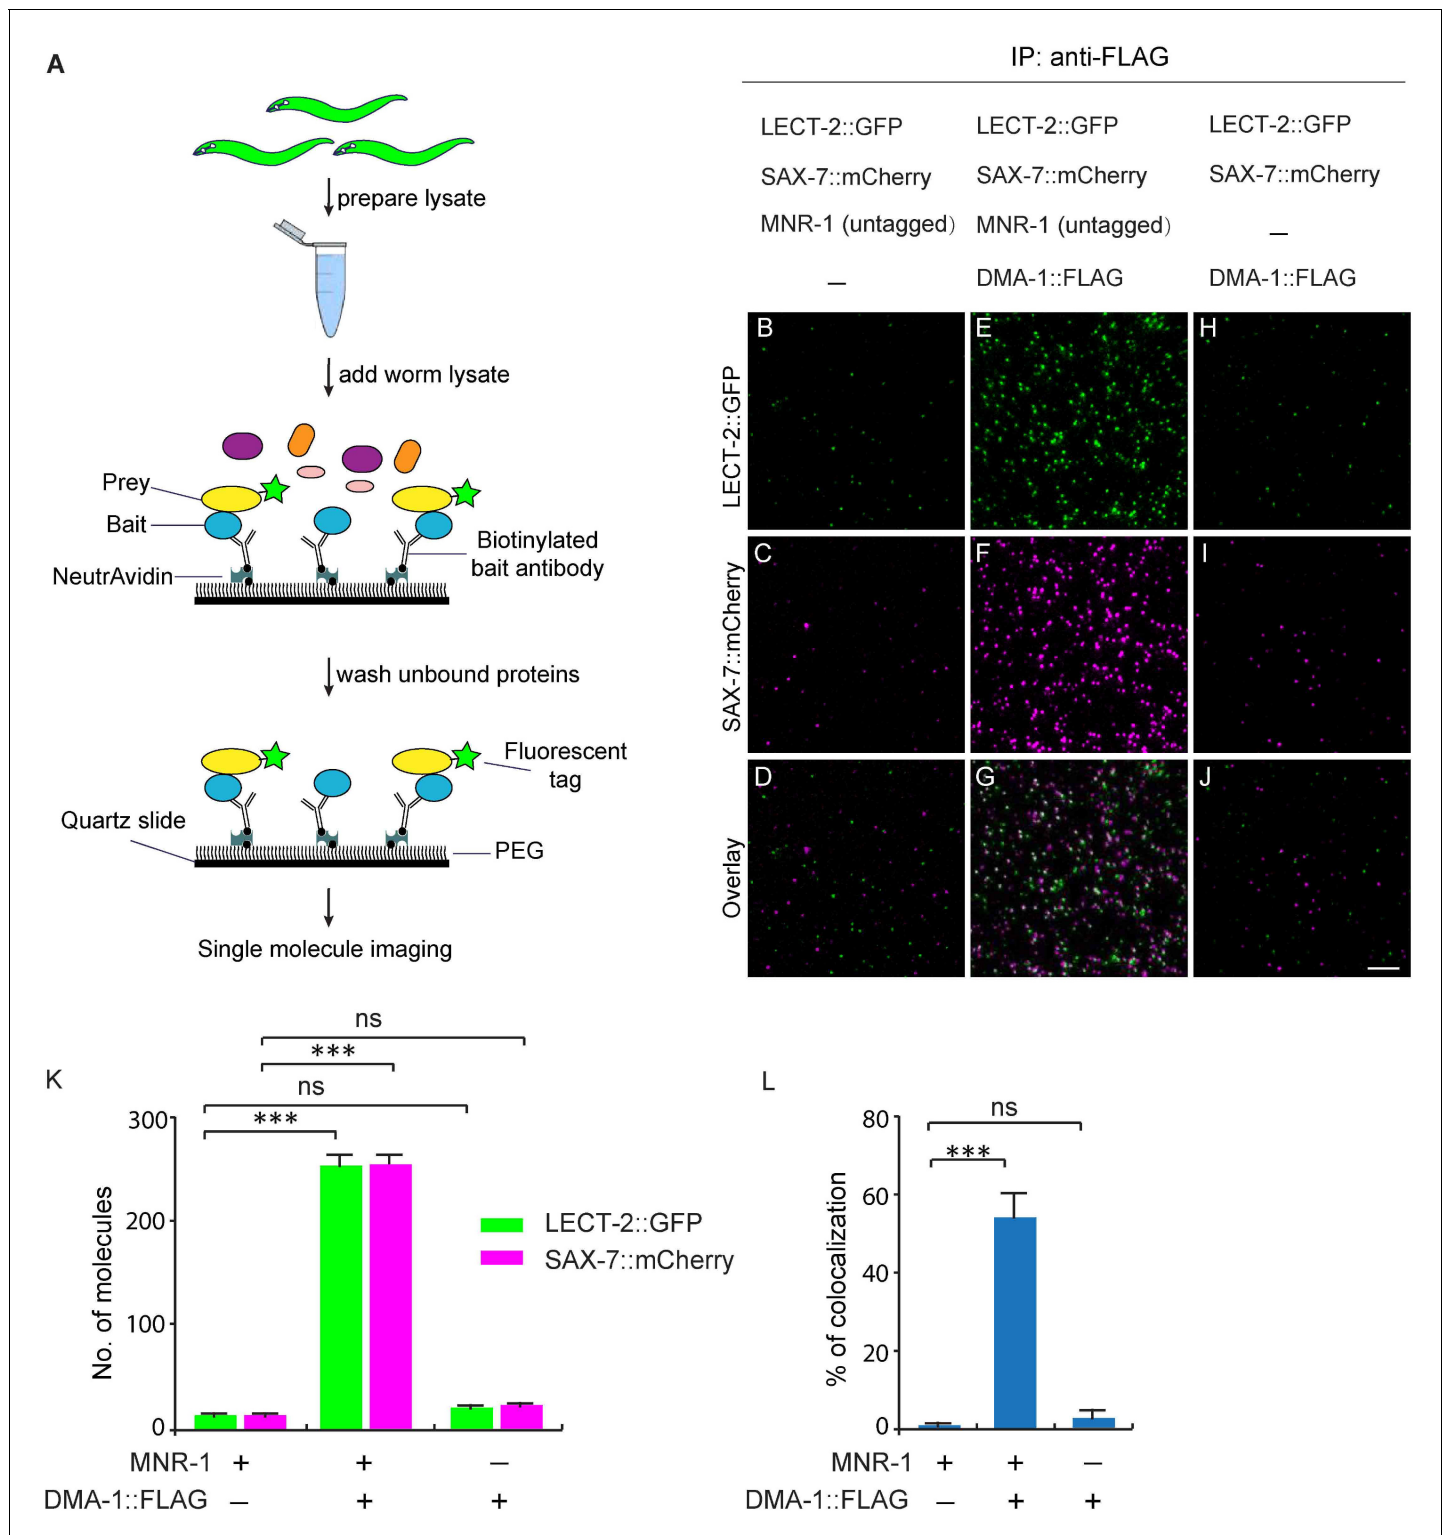 A
prepare lysate
add worm lysate
Prey
Bait
NeutrAvidin
Biotinylated
bait antibody
wash unbound proteins
Fluorescent
tag
Quartz slide
PEG
Single molecule imaging
IP: anti-FLAG
LECT-2::GFP LECT-2::GFP LECT-2::GFP
SAX-7::mCherry SAX-7::mCherry SAX-7::mCherry
MNR-1 (untagged) MNR-1 (untagged) –
– DMA-1::FLAG DMA-1::FLAG
LECT-2::GFP
B E H
SAX-7::mCherry
C F I
Overlay
D G J
K
ns
***
ns
***
300
200
100
0
No. of molecules
LECT-2::GFP
SAX-7::mCherry
MNR-1 + + –
DMA-1::FLAG – + +
L
ns
***
80
60
40
20
0
% of colocalization
MNR-1 + + –
DMA-1::FLAG – + +